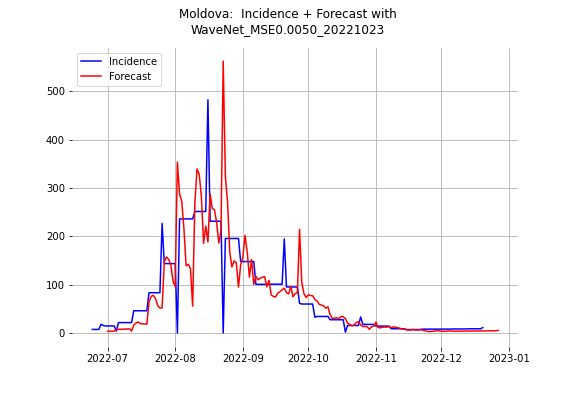 Moldova:  Incidence + Forecast with
WaveNet_MSE0.0050_20221023
Incidence
Forecast
500
400
300
200
100
0
2022-07 2022-08 2022-09 2022-10 2022-11 2022-12 2023-01